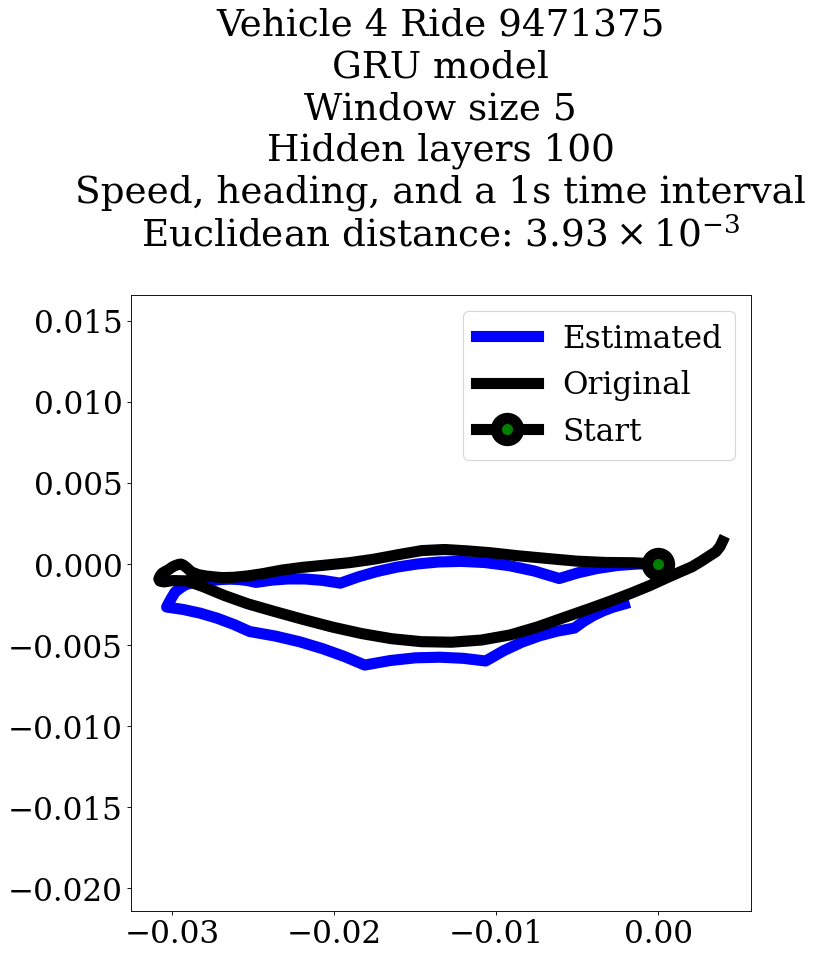 Vehicle 4 Ride 9471375
GRU model
Window size 5
Hidden layers 100
Speed, heading, and a 1s time interval
Euclidean distance: 3.93 × 10⁻³
Estimated
Original
Start
0.015
0.010
0.005
0.000
−0.005
−0.010
−0.015
−0.020
−0.03 −0.02 −0.01 0.00